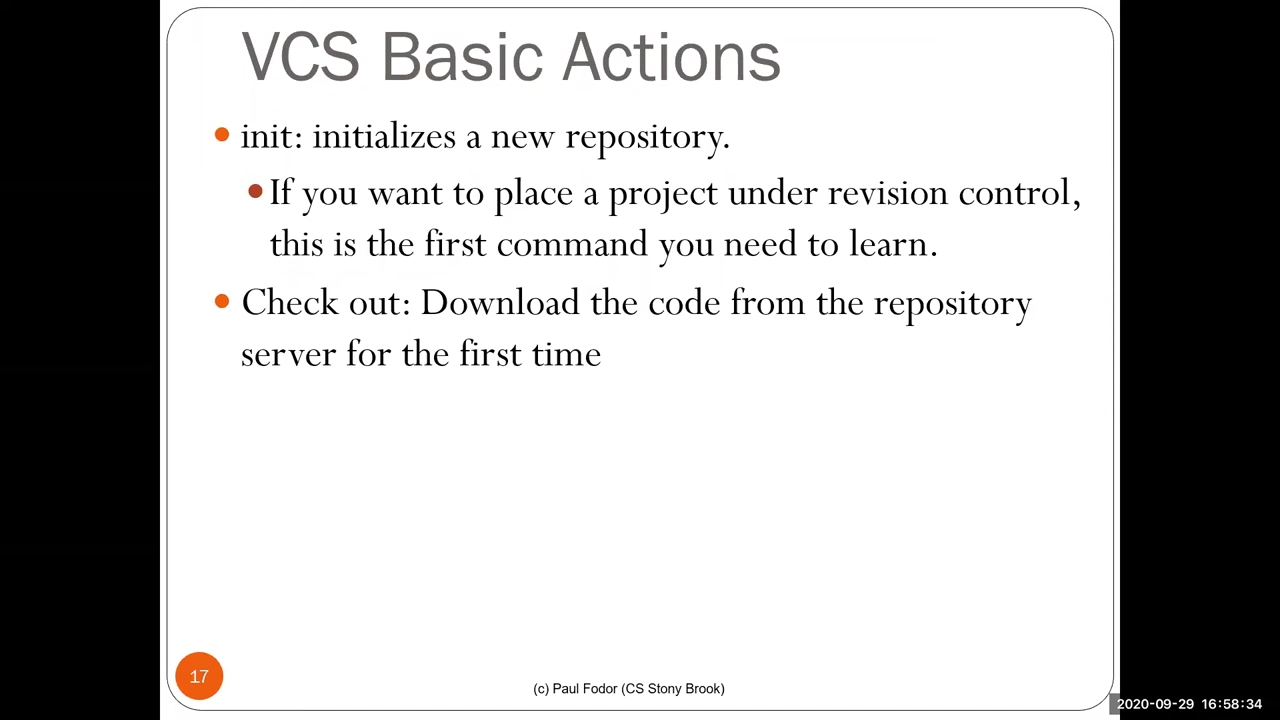 VCS Basic Actions
init: initializes a new repository.
If you want to place a project under revision control,
this is the first command you need to learn.
Check out: Download the code from the repository
server for the first time
17
(c) Paul Fodor (CS Stony Brook)
2020-09-29 16:58:34